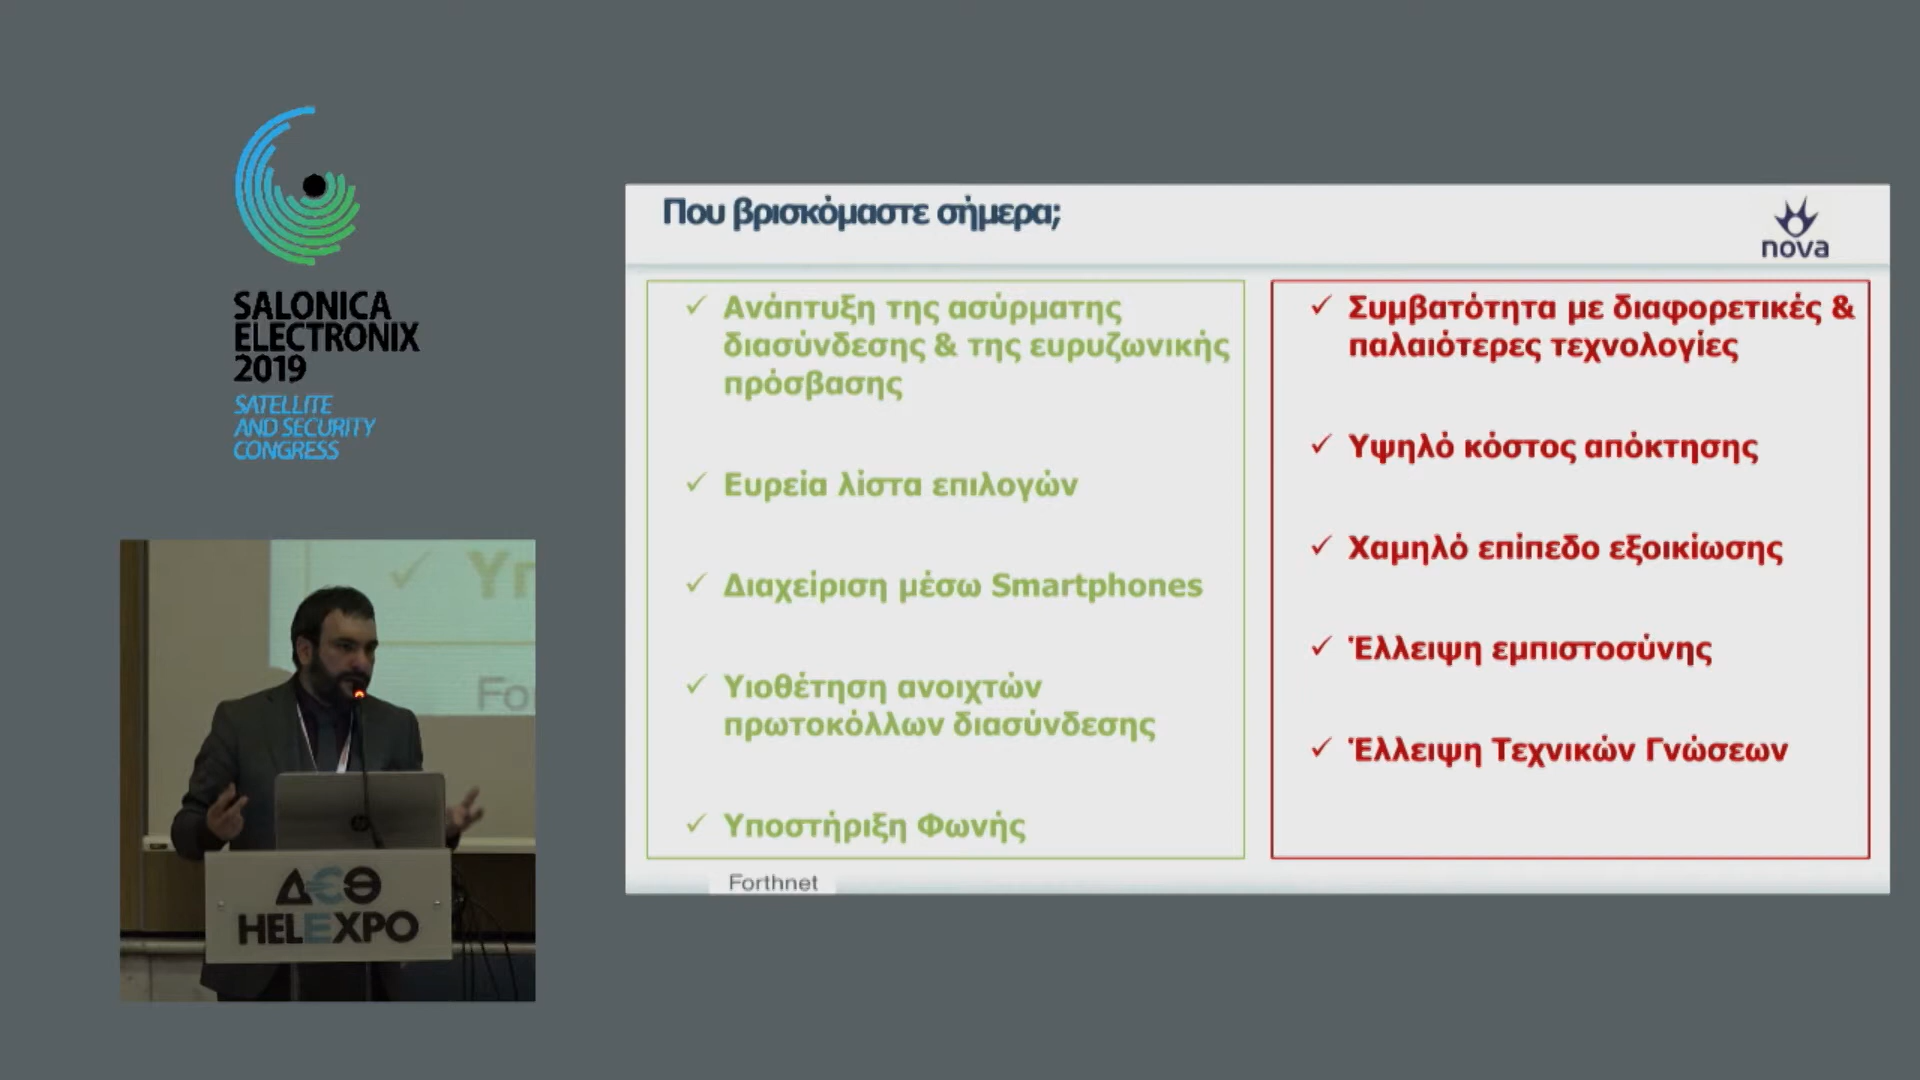 SALONICA
ELECTRONIX
2019
SATELLITE
AND SECURITY
CONGRESS
Που βρισκόμαστε σήμερα;
nova
✓ Ανάπτυξη της ασύρματης
διασύνδεσης & της ευρυζωνικής
πρόσβασης
✓ Ευρεία λίστα επιλογών
✓ Διαχείριση μέσω Smartphones
✓ Υιοθέτηση ανοιχτών
πρωτοκόλλων διασύνδεσης
✓ Υποστήριξη Φωνής
✓ Συμβατότητα με διαφορετικές &
παλαιότερες τεχνολογίες
✓ Υψηλό κόστος απόκτησης
✓ Χαμηλό επίπεδο εξοικίωσης
✓ Έλλειψη εμπιστοσύνης
✓ Έλλειψη Τεχνικών Γνώσεων
Forthnet
✓ Υπ
Fo
ΔΕΘ
HELEXPO